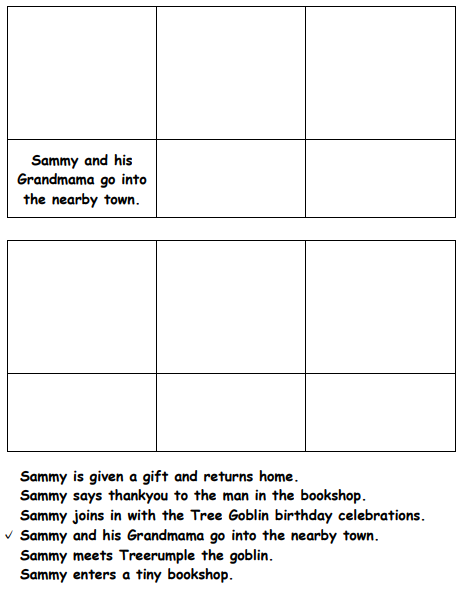 Sammy and his
Grandmama go into
the nearby town.
Sammy is given a gift and returns home.
Sammy says thankyou to the man in the bookshop.
Sammy joins in with the Tree Goblin birthday celebrations.
✓ Sammy and his Grandmama go into the nearby town.
Sammy meets Treerumple the goblin.
Sammy enters a tiny bookshop.